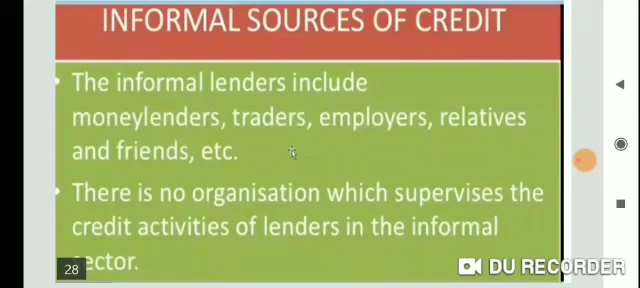 INFORMAL SOURCES OF CREDIT
• The informal lenders include
moneylenders, traders, employers, relatives
and friends, etc.
• There is no organisation which supervises the
credit activities of lenders in the informal
sector.
28
DU RECORDER